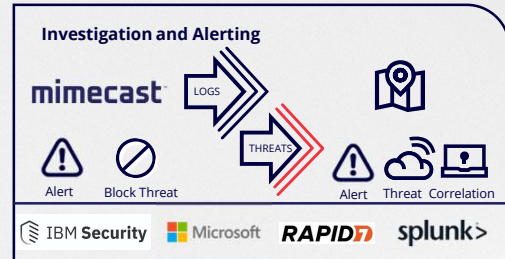 Investigation and Alerting
mimecast
LOGS
THREATS
Alert Block Threat
Alert Threat Correlation
IBM Security Microsoft RAPID7 splunk>